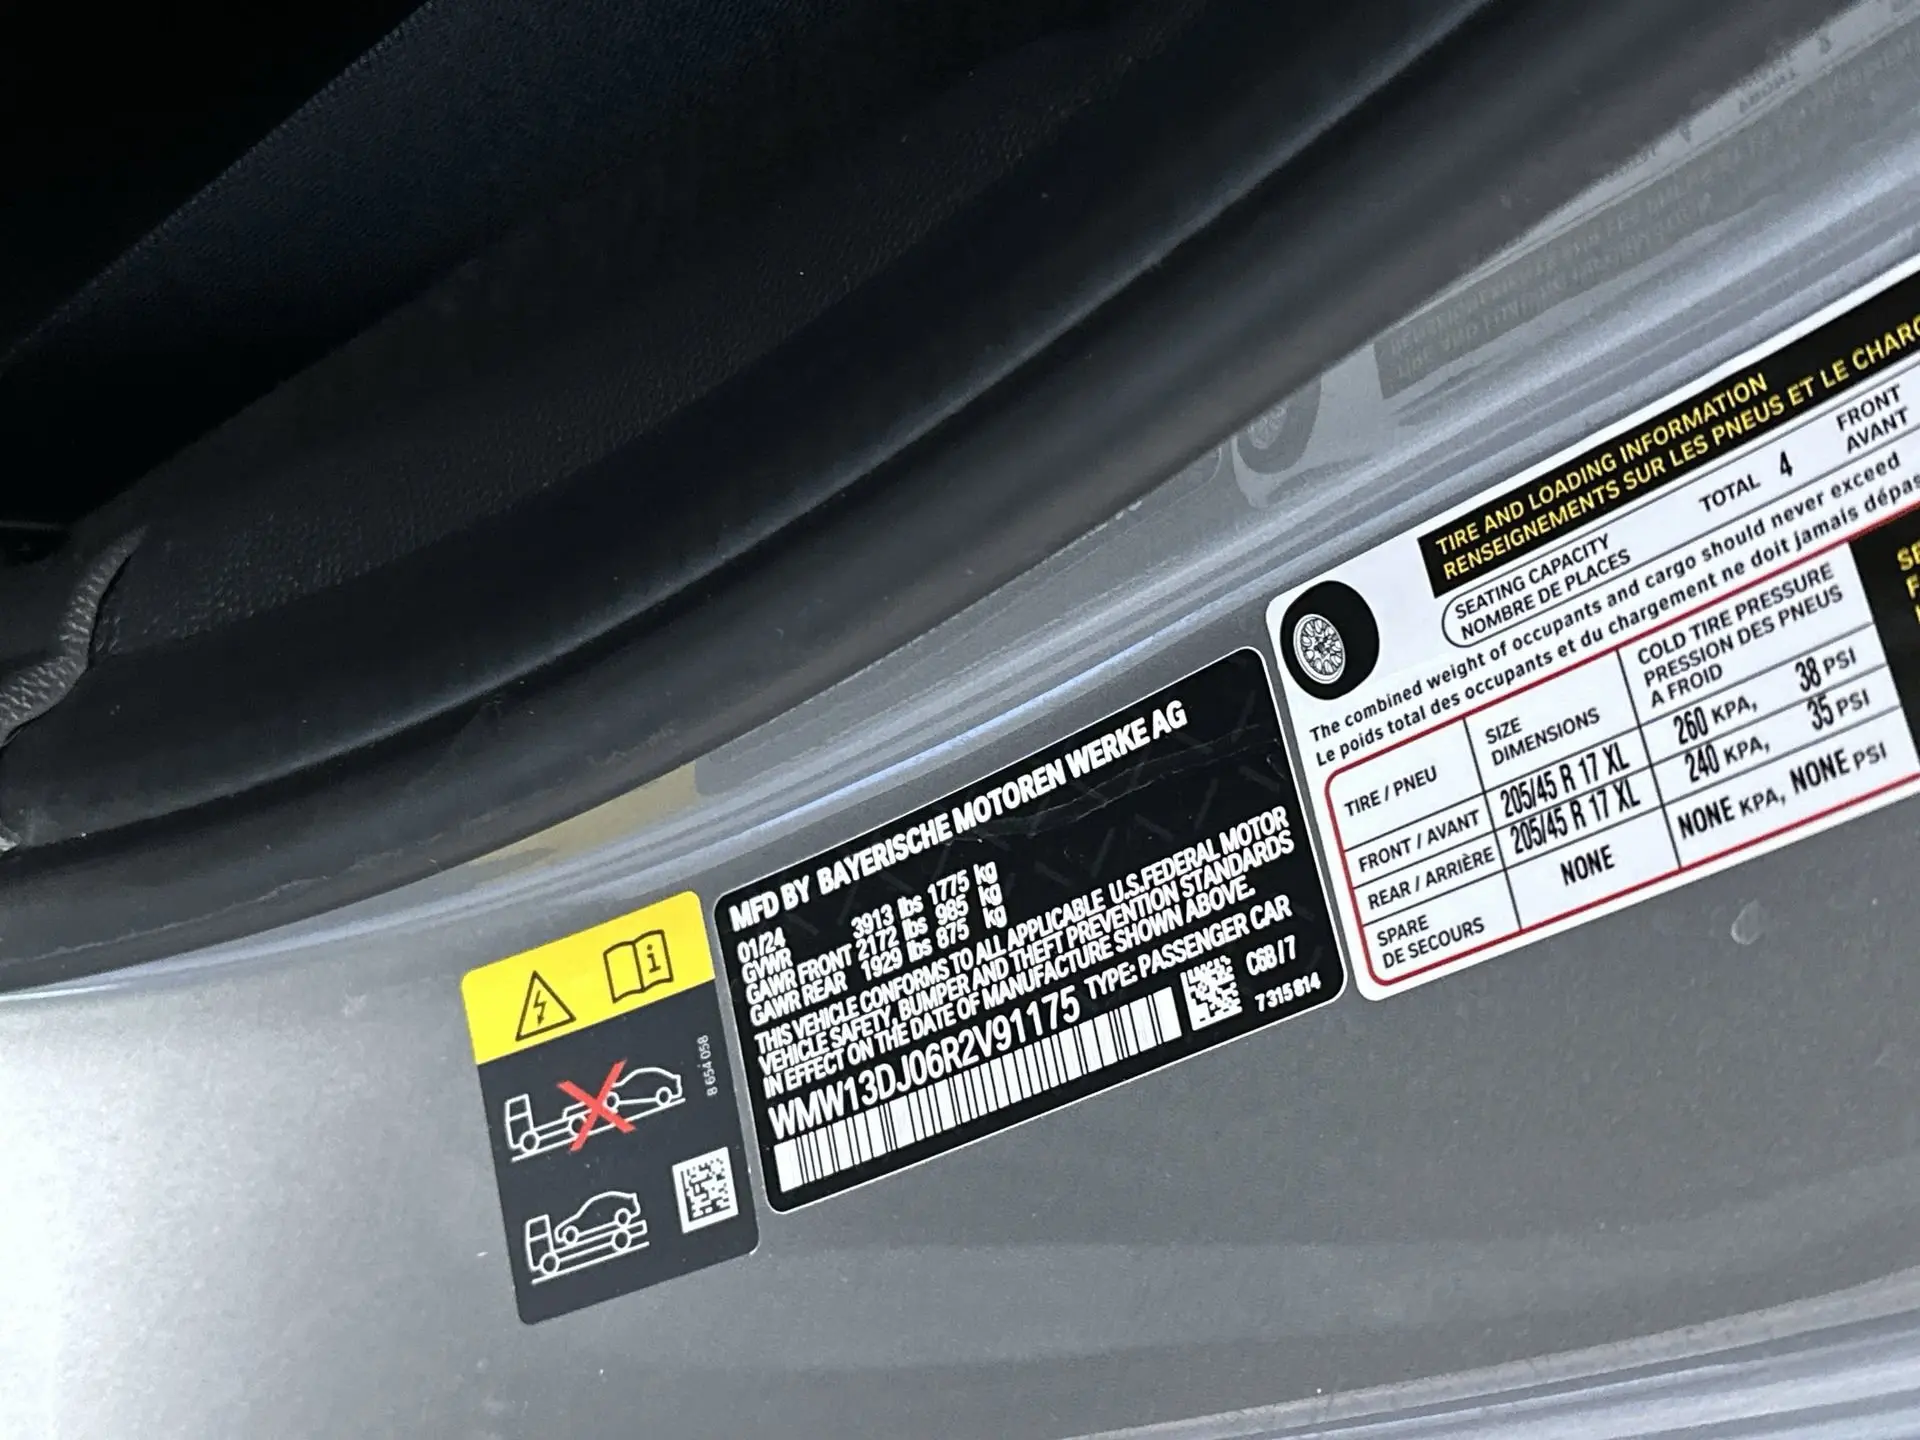 TIRE AND LOADING INFORMATION
RENSEIGNEMENTS SUR LES PNEUS ET LE
SEATING CAPACITY
NOMBRE DE PLACES
TOTAL 4
FRONT
AVANT
The combined weight of occupants and cargo should never exceed
Le poids total des occupants et du chargement ne doit jamais
TIRE / PNEU
SIZE
DIMENSIONS
COLD TIRE PRESSURE
PRESSION DES PNEUS
A FROID
FRONT / AVANT 205/45 R 17 XL 260 KPA, 38 PSI
REAR / ARRIÈRE 205/45 R 17 XL 240 KPA, 35 PSI
SPARE
DE SECOURS
NONE
NONE KPA, NONE PSI
MFD BY BAYERISCHE MOTOREN WERKE AG
01/24
GVWR 3913 lbs 1775 kg
GAWR FRONT 2172 lbs 985 kg
GAWR REAR 1929 lbs 875 kg
THIS VEHICLE CONFORMS TO ALL APPLICABLE U.S.FEDERAL MOTOR
VEHICLE SAFETY, BUMPER AND THEFT PREVENTION STANDARDS
IN EFFECT ON THE DATE OF MANUFACTURE SHOWN ABOVE.
WMW13DJ06R2V91175 TYPE: PASSENGER CAR
C68/7
7315814
8 654 058